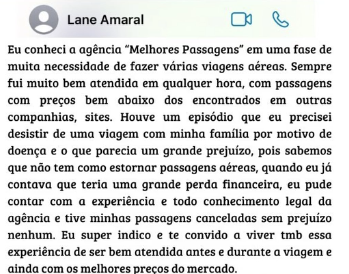 Lane Amaral
Eu conheci a agência “Melhores Passagens” em uma fase de
muita necessidade de fazer várias viagens aéreas. Sempre
fui muito bem atendida em qualquer hora, com passagens
com preços bem abaixo dos encontrados em outras
companhias, sites. Houve um episódio que eu precisei
desistir de uma viagem com minha família por motivo de
doença e o que parecia um grande prejuízo, pois sabemos
que não tem como estornar passagens aéreas, quando eu já
contava que teria uma grande perda financeira, eu pude
contar com a experiência e todo conhecimento legal da
agência e tive minhas passagens canceladas sem prejuízo
nenhum. Eu super indico e te convido a viver tmb essa
experiência de ser bem atendida antes e durante a viagem e
ainda com os melhores preços do mercado.